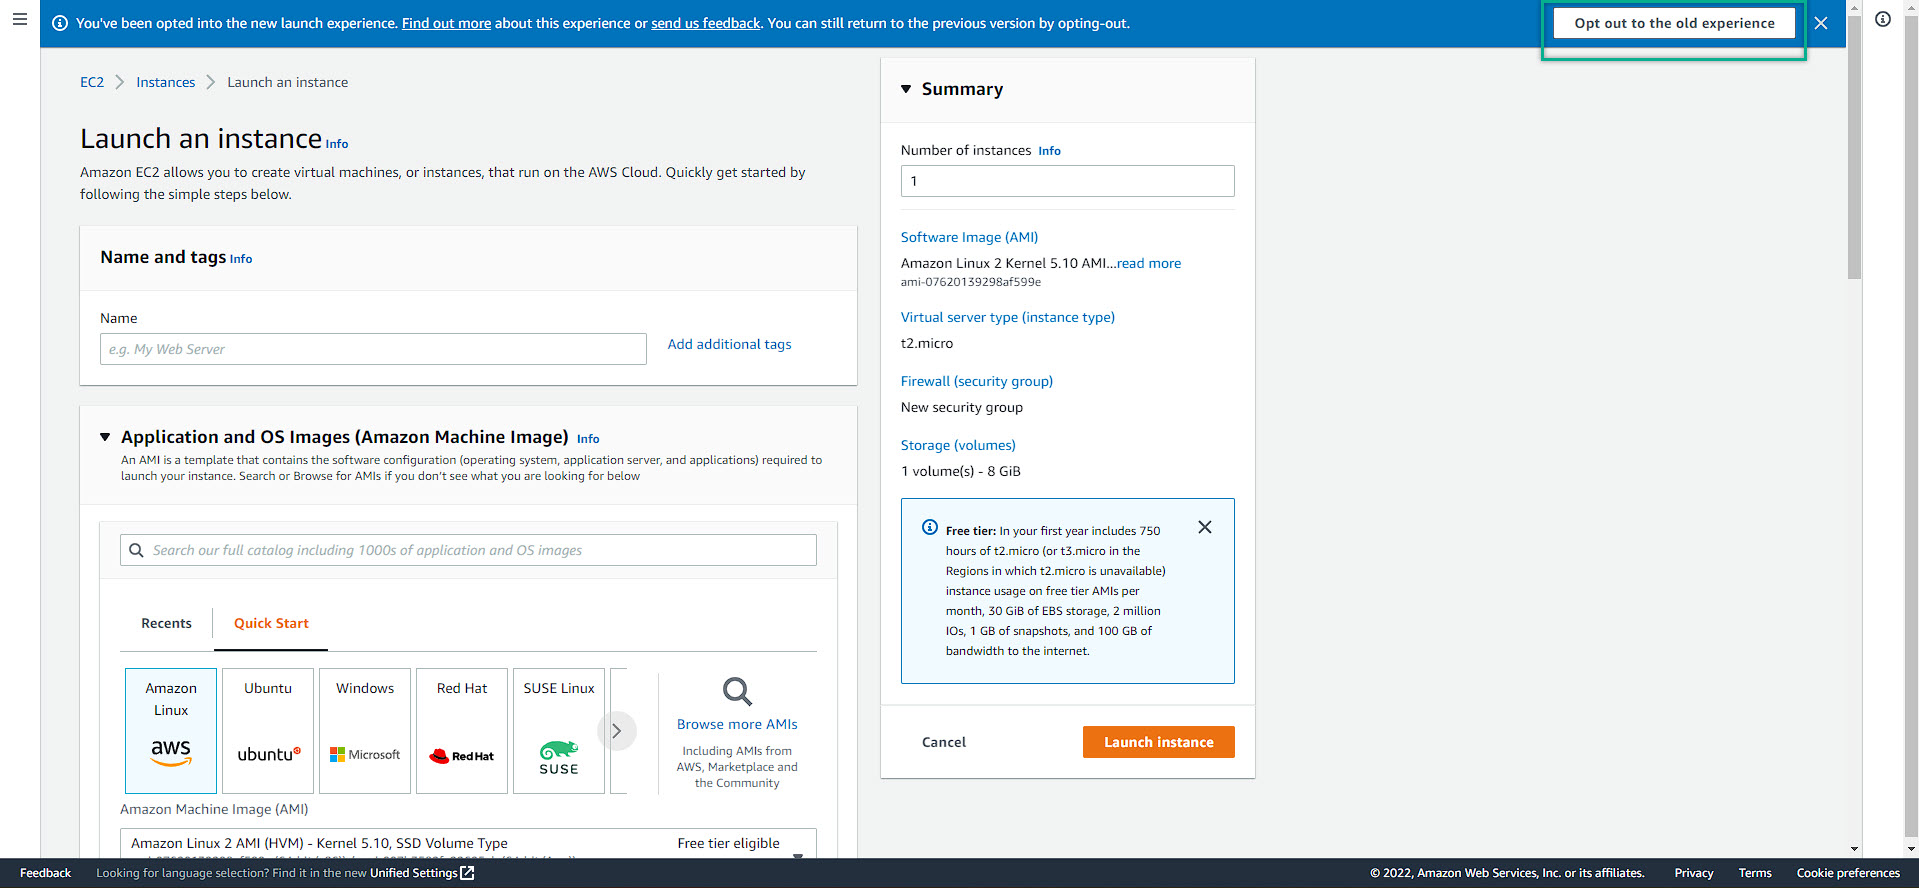 You've been opted into the new launch experience. Find out more about this experience or send us feedback. You can still return to the previous version by opting-out.
Opt out to the old experience
EC2 > Instances > Launch an instance
Launch an instance Info
Amazon EC2 allows you to create virtual machines, or instances, that run on the AWS Cloud. Quickly get started by
following the simple steps below.
Name and tags Info
Name
e.g. My Web Server
Add additional tags
Application and OS Images (Amazon Machine Image) Info
An AMI is a template that contains the software configuration (operating system, application server, and applications) required to
launch your instance. Search or Browse for AMIs if you don't see what you are looking for below
Search our full catalog including 1000s of application and OS images
Recents
Quick Start
Amazon
Linux
aws
Ubuntu
ubuntu
Windows
Microsoft
Red Hat
Red Hat
SUSE Linux
SUSE
Browse more AMIs
Including AMIs from
AWS, Marketplace and
the Community
Amazon Machine Image (AMI)
Amazon Linux 2 AMI (HVM) - Kernel 5.10, SSD Volume Type
Free tier eligible
Summary
Number of instances Info
1
Software Image (AMI)
Amazon Linux 2 Kernel 5.10 AMI...read more
ami-07620139298af599e
Virtual server type (instance type)
t2.micro
Firewall (security group)
New security group
Storage (volumes)
1 volume(s) - 8 GiB
Free tier: In your first year includes 750
hours of t2.micro (or t3.micro in the
Regions in which t2.micro is unavailable)
instance usage on free tier AMIs per
month, 30 GiB of EBS storage, 2 million
IOs, 1 GB of snapshots, and 100 GB of
bandwidth to the internet.
Cancel
Launch instance
Feedback
Looking for language selection? Find it in the new Unified Settings
© 2022, Amazon Web Services, Inc. or its affiliates.
Privacy
Terms
Cookie preferences